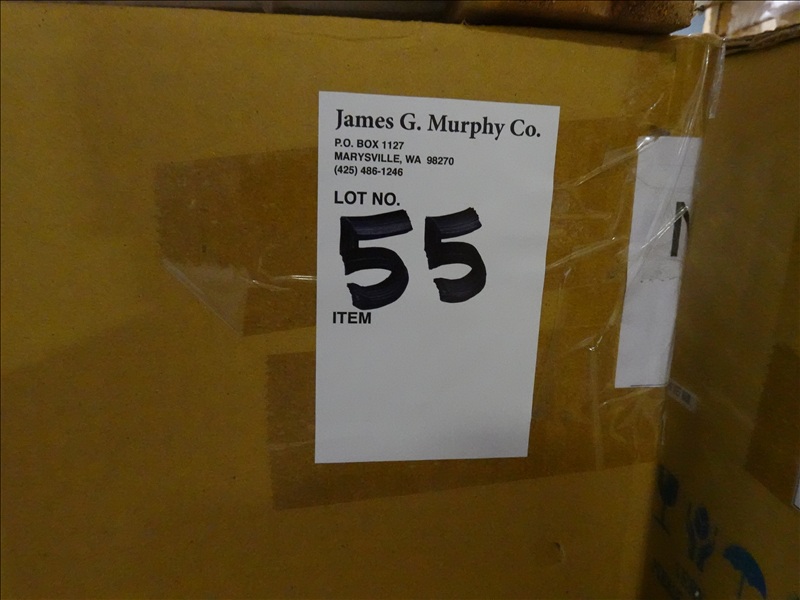 James G. Murphy Co.
P.O. BOX 1127
MARYSVILLE, WA 98270
(425) 486-1246
LOT NO.
55
ITEM